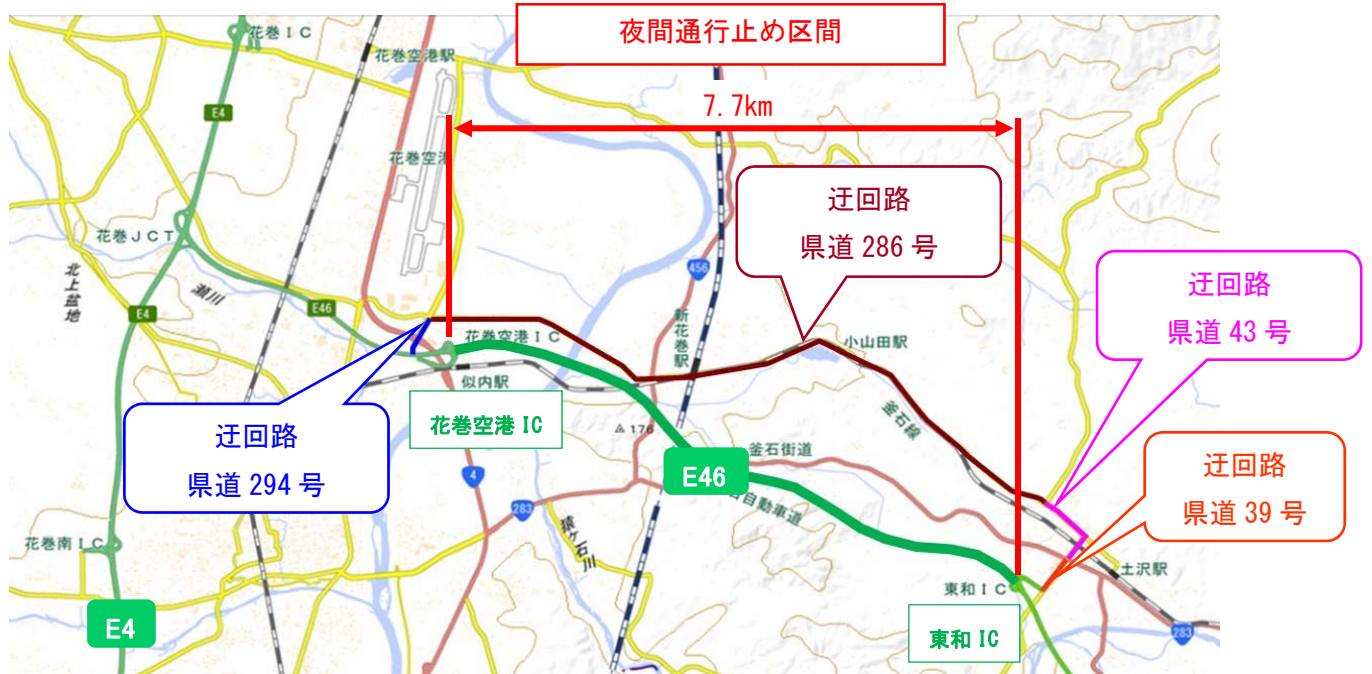 夜間通行止め区間
7.7km
花巻IC
花巻空港駅
E4
花巻空港
迂回路
県道 286 号
花巻JCT
北上盆地
瀬川
E46
E4
456
新花巻駅
小山田駅
迂回路
県道 43 号
花巻空港IC
似内駅
花巻空港 IC
迂回路
県道 294 号
176
釜石線
釜石街道
E46
自動車道
4
283
猿ヶ石川
迂回路
県道 39 号
花巻南IC
土沢駅
東和IC
東和 IC
283
E4